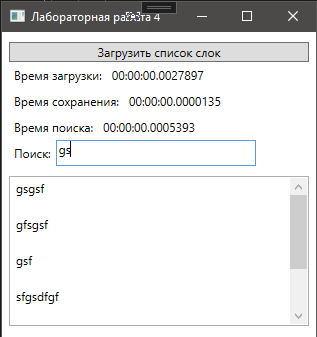 Лабораторная работа 4
Загрузить список слок
Время загрузки: 00:00:00.0027897
Время сохранения: 00:00:00.0000135
Время поиска: 00:00:00.0005393
Поиск: gs
gsgsf
gfsgsf
gsf
sfgsdfgf